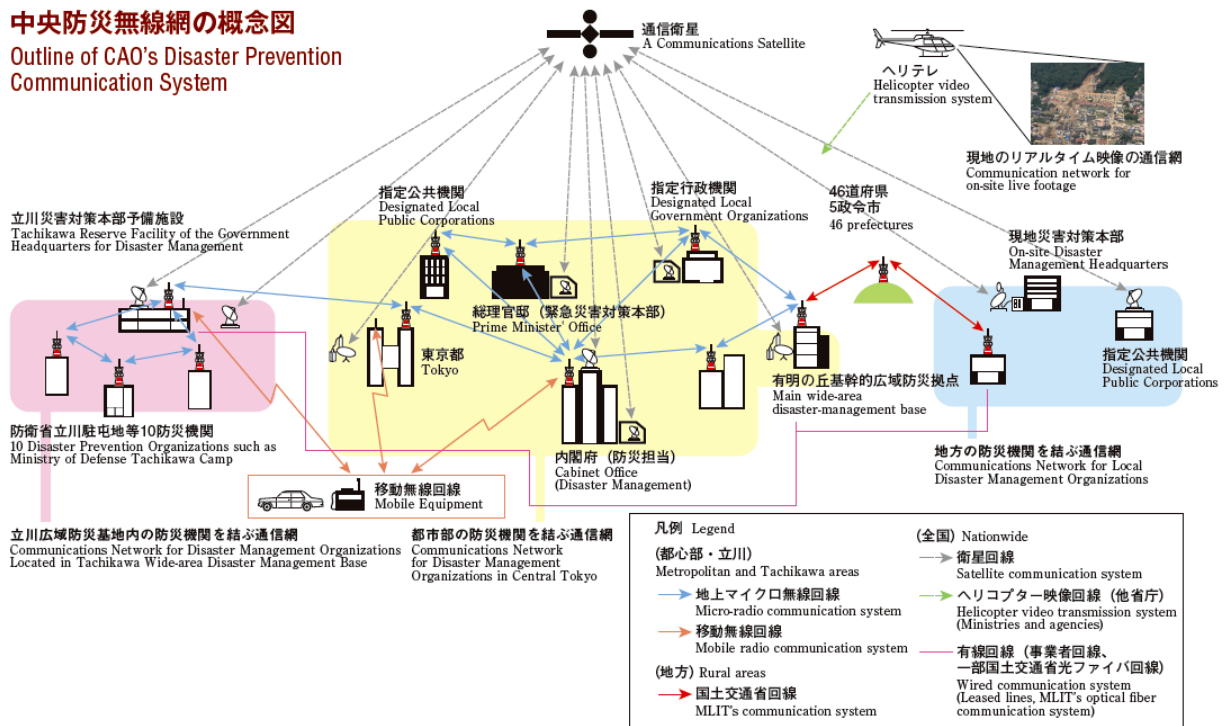 中央防災無線網の概念図
Outline of CAO's Disaster Prevention
Communication System
通信衛星
A Communications Satellite
ヘリテレ
Helicopter video
transmission system
現地のリアルタイム映像の通信網
Communication network for
on-site live footage
立川災害対策本部予備施設
Tachikawa Reserve Facility of the Government
Headquarters for Disaster Management
指定公共機関
Designated Local
Public Corporations
指定行政機関
Designated Local
Government Organizations
46道府県
5政令市
46 prefectures
現地災害対策本部
On-site Disaster
Management Headquarters
総理官邸（緊急災害対策本部）
Prime Minister' Office
東京都
Tokyo
指定公共機関
Designated Local
Public Corporations
有明の丘基幹的広域防災拠点
Main wide-area
disaster-management base
防衛省立川駐屯地等10防災機関
10 Disaster Prevention Organizations such as
Ministry of Defense Tachikawa Camp
内閣府（防災担当）
Cabinet Office
(Disaster Management)
地方の防災機関を結ぶ通信網
Communications Network for Local
Disaster Management Organizations
移動無線回線
Mobile Equipment
立川広域防災基地内の防災機関を結ぶ通信網
Communications Network for Disaster Management Organizations
Located in Tachikawa Wide-area Disaster Management Base
都市部の防災機関を結ぶ通信網
Communications Network
for Disaster Management
Organizations in Central Tokyo
凡例 Legend
(都心部・立川)
Metropolitan and Tachikawa areas
地上マイクロ無線回線
Micro-radio communication system
移動無線回線
Mobile radio communication system
(地方) Rural areas
国土交通省回線
MLIT's communication system
(全国) Nationwide
衛星回線
Satellite communication system
ヘリコプター映像回線（他省庁）
Helicopter video transmission system
(Ministries and agencies)
有線回線（事業者回線、
一部国土交通省光ファイバ回線）
Wired communication system
(Leased lines, MLIT's optical fiber
communication system)